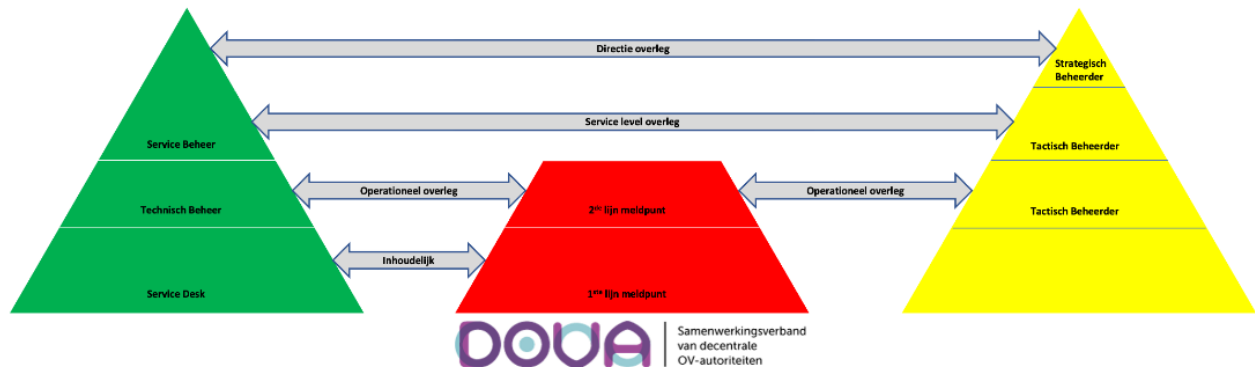 Directie overleg
Strategisch
Beheerder
Service level overleg
Service Beheer
Tactisch Beheerder
Operationeel overleg
Operationeel overleg
Technisch Beheer
2de lijn meldpunt
Tactisch Beheerder
Inhoudelijk
Service Desk
1ste lijn meldpunt
DOVA
Samenwerkingsverband
van decentrale
OV-autoriteiten